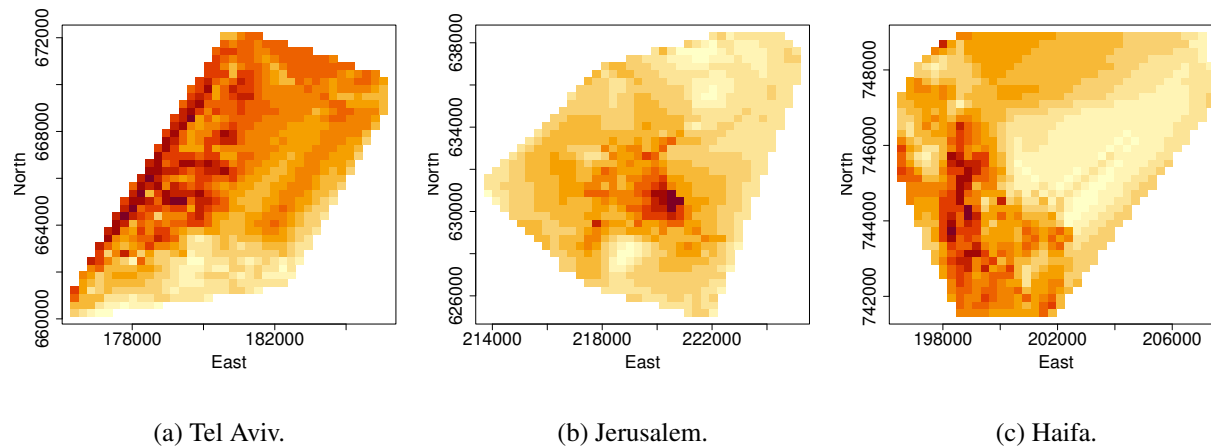 672000
668000
664000
660000
North
178000 182000
East
638000
634000
630000
626000
North
214000 218000 222000
East
748000
746000
744000
742000
North
198000 202000 206000
East
(a) Tel Aviv.
(b) Jerusalem.
(c) Haifa.